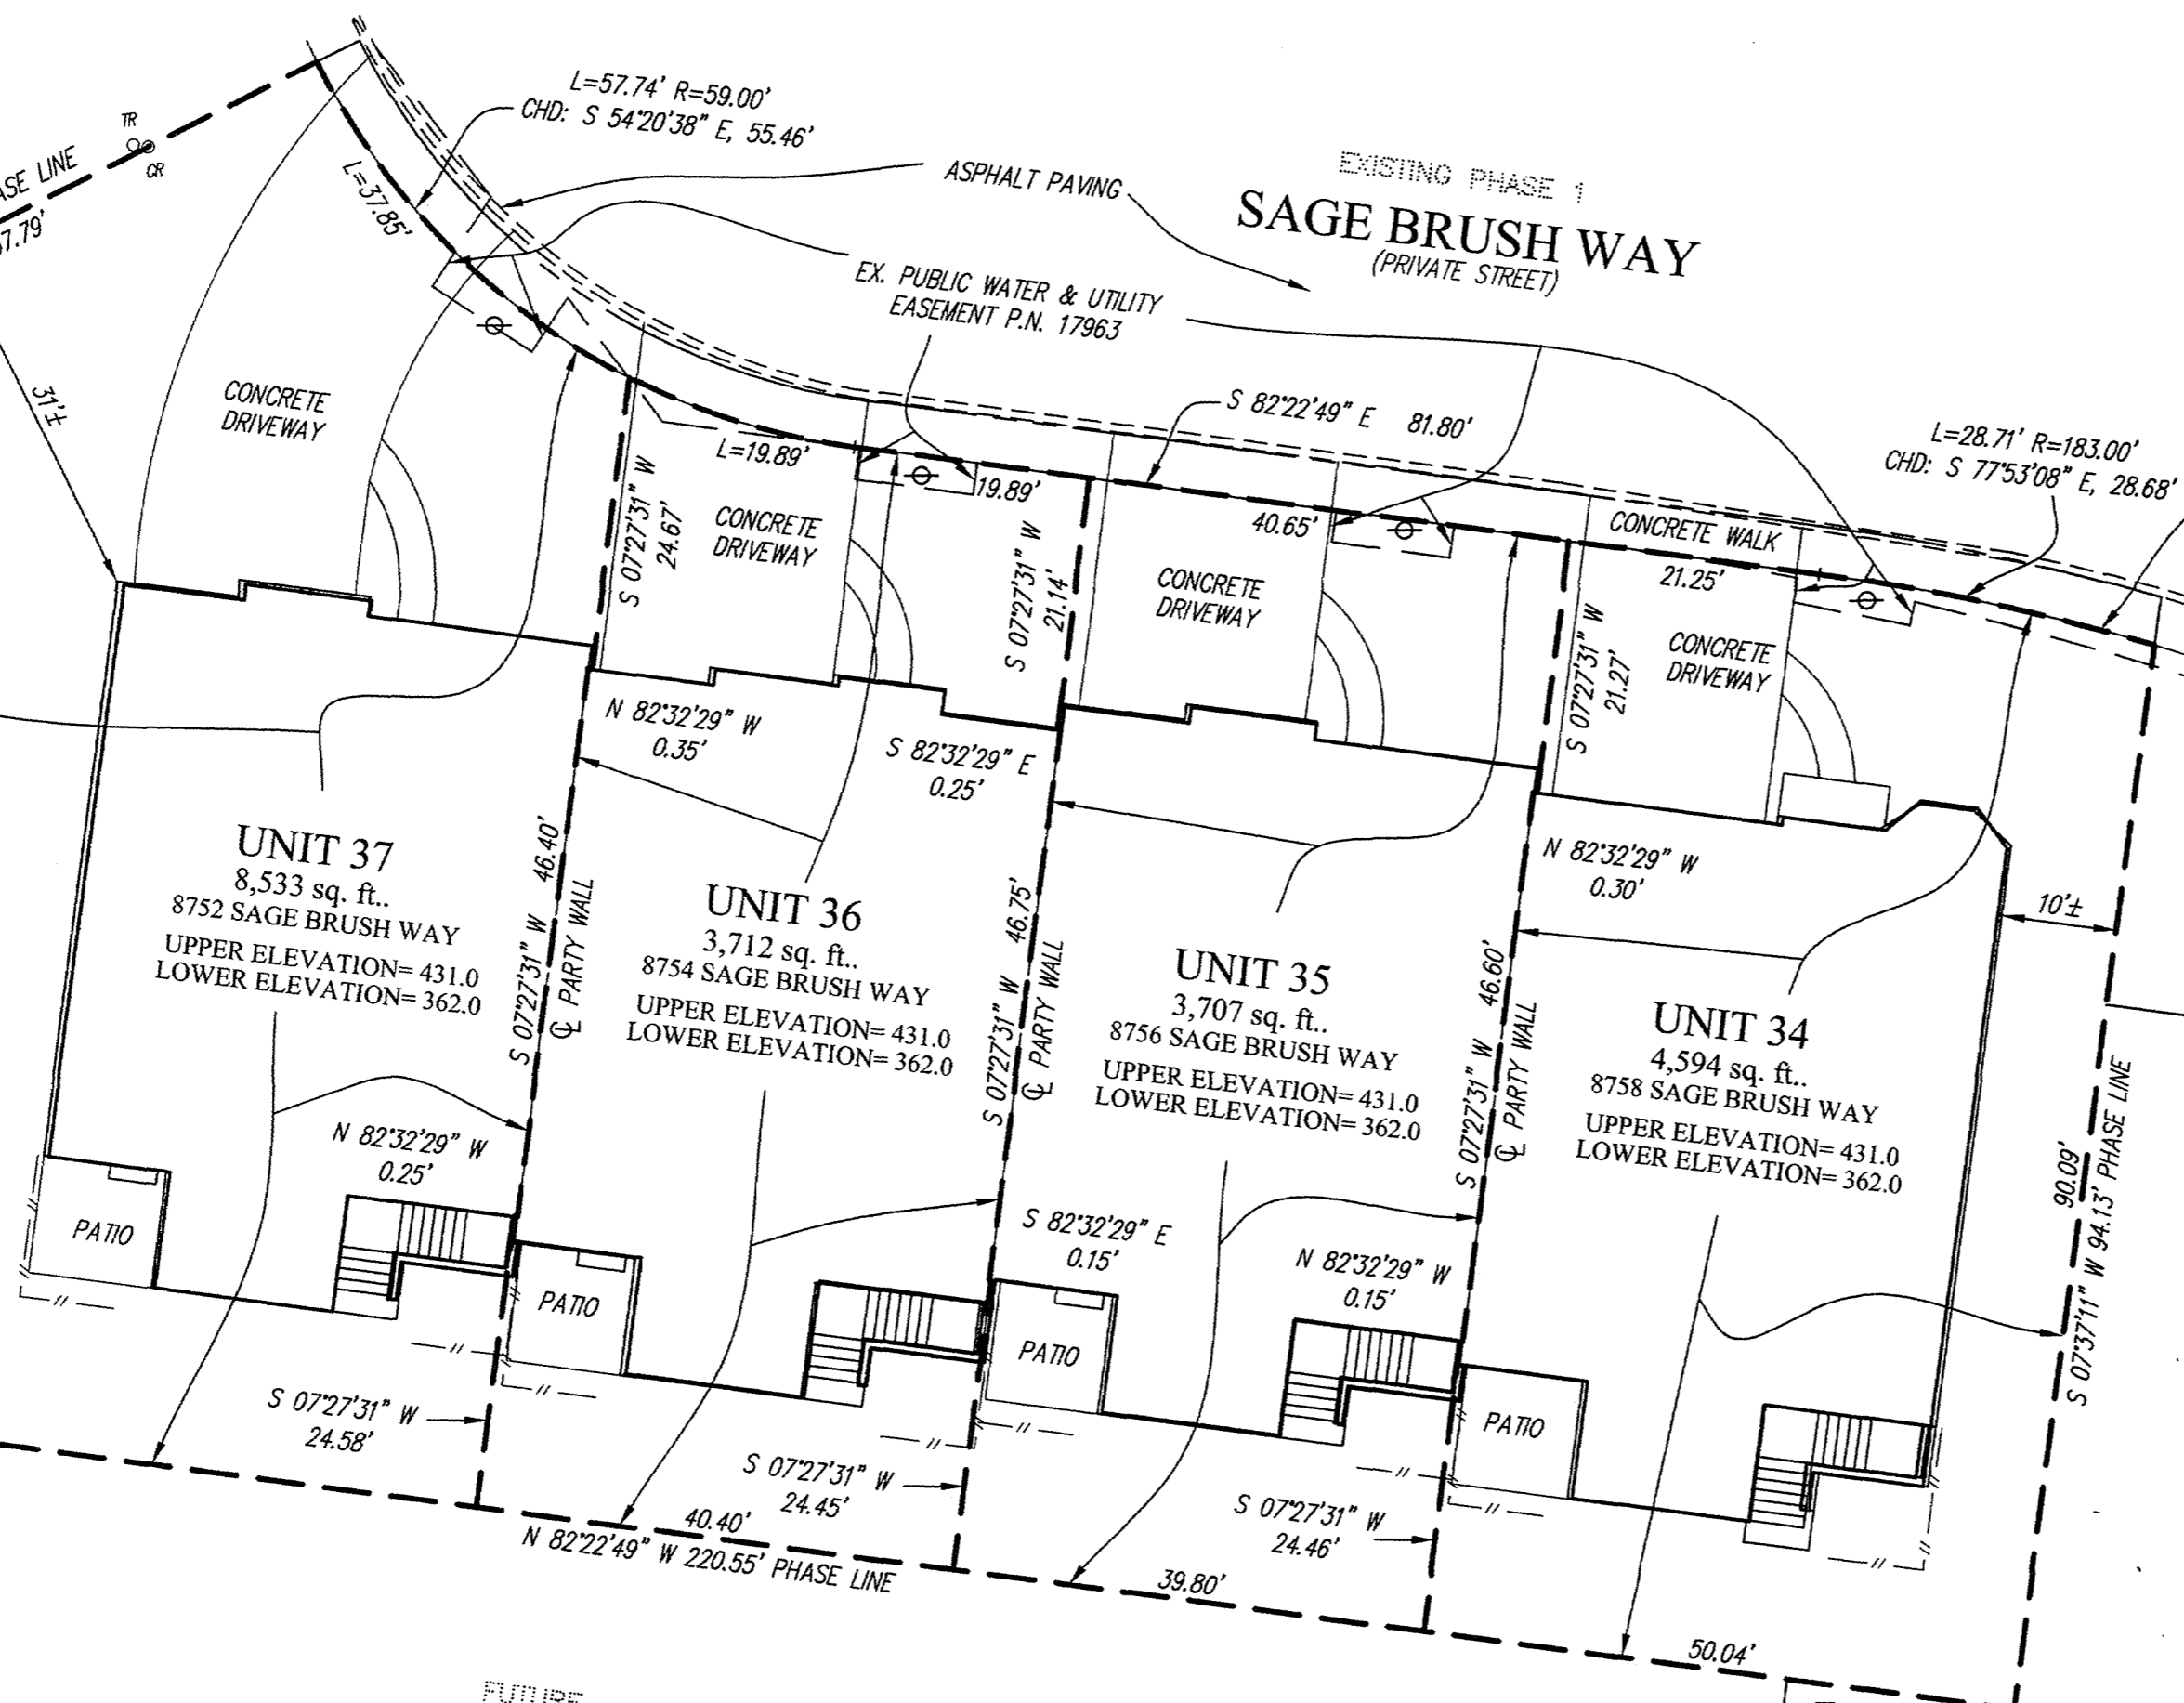 L=57.74' R=59.00'
CHD: S 54°20'38" E, 55.46'
TR
CR
ASE LINE
7.79'
L=37.85'
ASPHALT PAVING
EXISTING PHASE 1
SAGE BRUSH WAY
(PRIVATE STREET)
EX. PUBLIC WATER & UTILITY
EASEMENT P.N. 17963
31'±
CONCRETE
DRIVEWAY
S 82°22'49" E 81.80'
L=28.71' R=183.00'
CHD: S 77°53'08" E, 28.68'
L=19.89'
19.89'
40.65'
CONCRETE WALK
21.25'
S 07°27'31" W
24.67'
CONCRETE
DRIVEWAY
S 07°27'31" W
21.14'
CONCRETE
DRIVEWAY
S 07°27'31" W
21.27'
CONCRETE
DRIVEWAY
N 82°32'29" W
0.35'
S 82°32'29" E
0.25'
N 82°32'29" W
0.30'
10'±
UNIT 37
8,533 sq. ft..
8752 SAGE BRUSH WAY
UPPER ELEVATION= 431.0
LOWER ELEVATION= 362.0
S 07°27'31" W 46.40'
℄ PARTY WALL
UNIT 36
3,712 sq. ft..
8754 SAGE BRUSH WAY
UPPER ELEVATION= 431.0
LOWER ELEVATION= 362.0
S 07°27'31" W 46.75'
℄ PARTY WALL
UNIT 35
3,707 sq. ft..
8756 SAGE BRUSH WAY
UPPER ELEVATION= 431.0
LOWER ELEVATION= 362.0
S 07°27'31" W 46.60'
℄ PARTY WALL
UNIT 34
4,594 sq. ft..
8758 SAGE BRUSH WAY
UPPER ELEVATION= 431.0
LOWER ELEVATION= 362.0
90.09'
S 07°37'11" W 94.13' PHASE LINE
N 82°32'29" W
0.25'
S 82°32'29" E
0.15'
N 82°32'29" W
0.15'
PATIO
PATIO
PATIO
PATIO
S 07°27'31" W
24.58'
S 07°27'31" W
24.45'
S 07°27'31" W
24.46'
40.40'
N 82°22'49" W 220.55' PHASE LINE
39.80'
50.04'
FUTURE